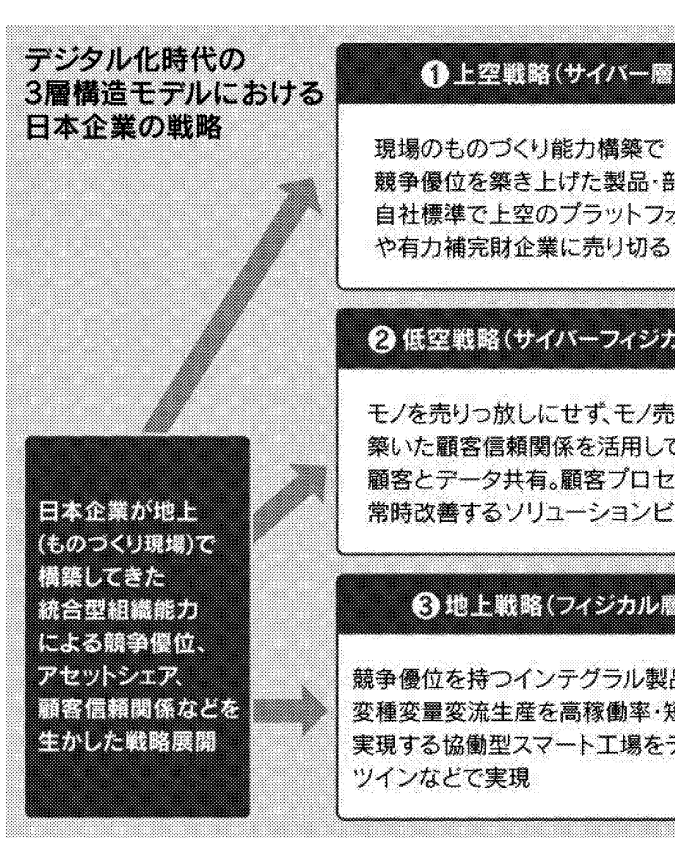 デジタル化時代の
3層構造モデルにおける
日本企業の戦略
❶上空戦略(サイバー層
現場のものづくり能力構築で
競争優位を築き上げた製品・部
自社標準で上空のプラットフォ
や有力補完財企業に売り切る
❷低空戦略(サイバーフィジカ
モノを売りっ放しにせず、モノ売
築いた顧客信頼関係を活用して
顧客とデータ共有。顧客プロセ
常時改善するソリューションビ
❸地上戦略(フィジカル層
競争優位を持つインテグラル製品
変種変量変流生産を高稼働率・短
実現する協働型スマート工場をデ
ツインなどで実現
日本企業が地上
(ものづくり現場)で
構築してきた
統合型組織能力
による競争優位、
アセットシェア、
顧客信頼関係などを
生かした戦略展開